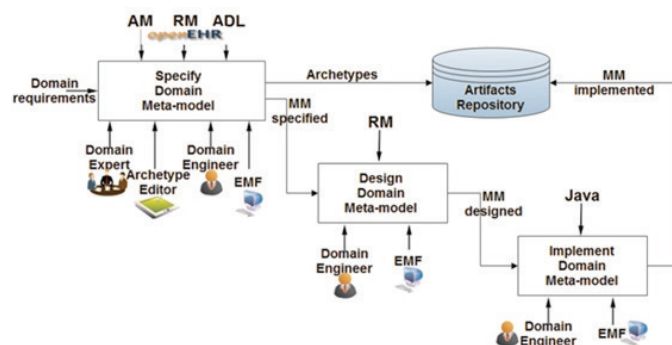 AM RM ADL
openEHR
Domain
requirements
Specify
Domain
Meta-model
Archetypes
MM
specified
Artifacts
Repository
MM
implemented
Domain
Expert
Archetype
Editor
Domain
Engineer
EMF
RM
Design
Domain
Meta-model
MM
designed
Domain
Engineer
EMF
Java
Implement
Domain
Meta-model
Domain
Engineer
EMF